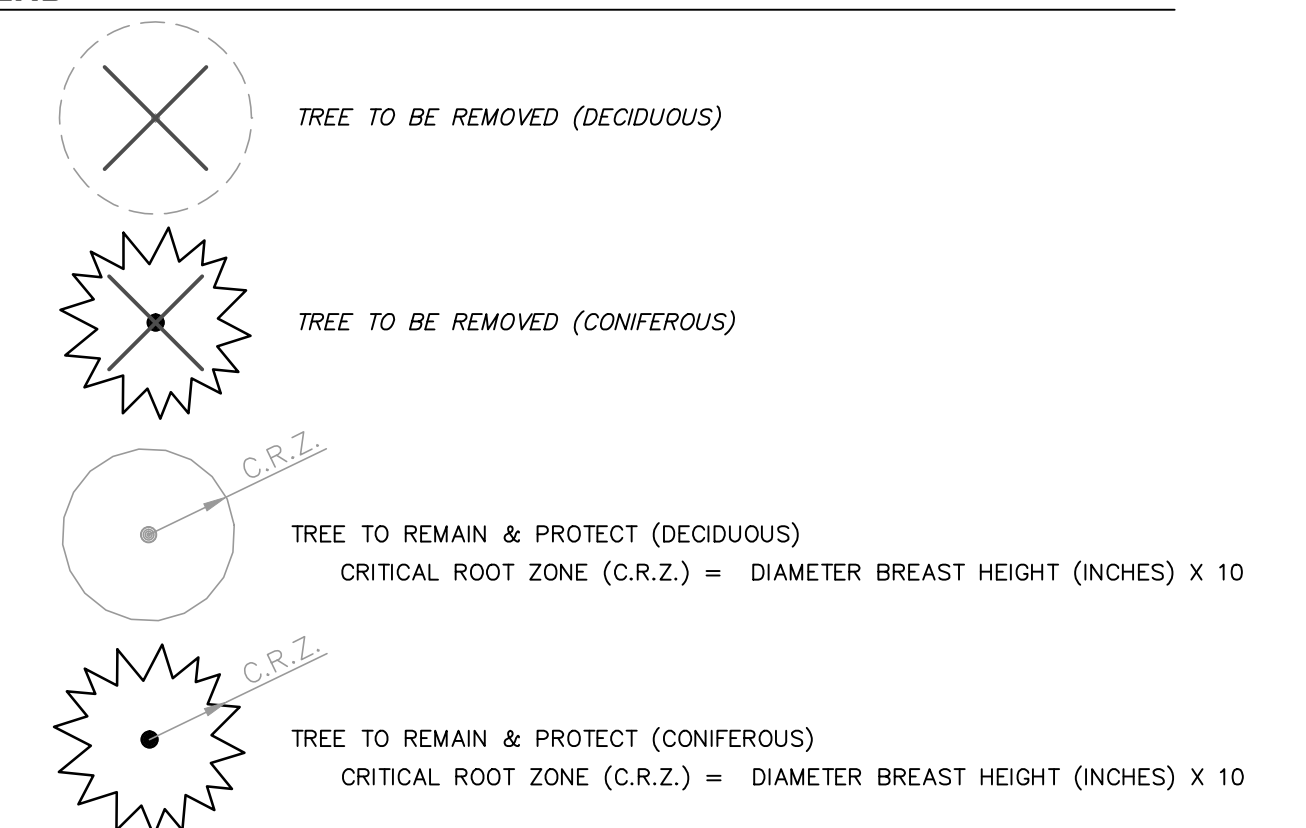 TREE TO BE REMOVED (DECIDUOUS)
TREE TO BE REMOVED (CONIFEROUS)
C.R.Z.
TREE TO REMAIN & PROTECT (DECIDUOUS)
CRITICAL ROOT ZONE (C.R.Z.) = DIAMETER BREAST HEIGHT (INCHES) X 10
C.R.Z.
TREE TO REMAIN & PROTECT (CONIFEROUS)
CRITICAL ROOT ZONE (C.R.Z.) = DIAMETER BREAST HEIGHT (INCHES) X 10